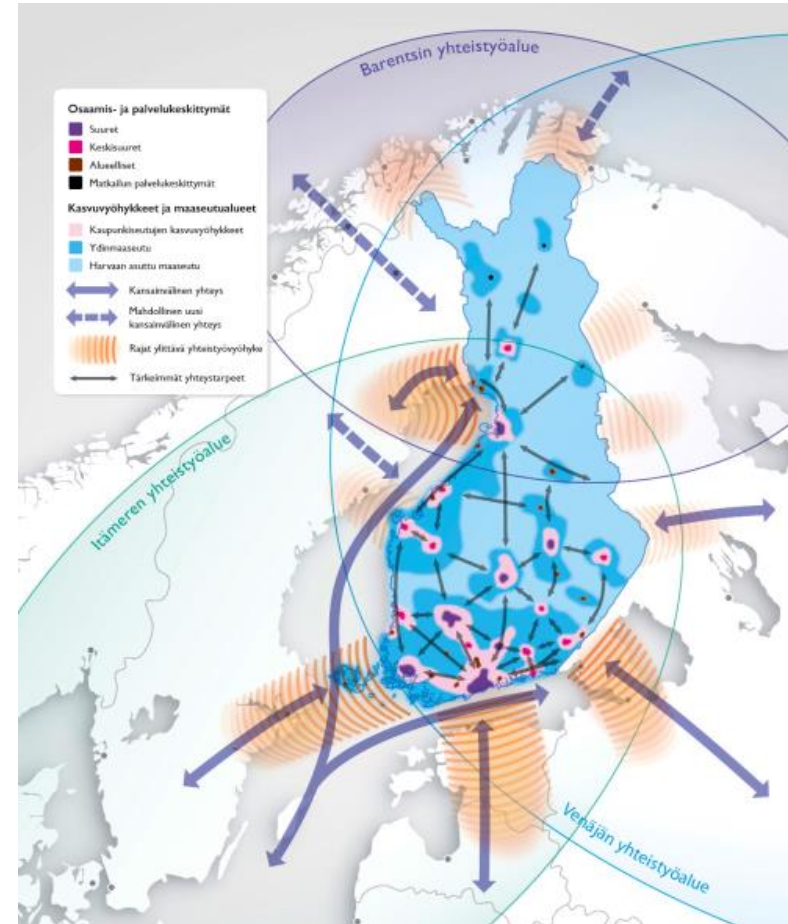 Barentsin yhteistyöalue
Osaamis- ja palvelukeskittymät
Suuret
Keskisuuret
Alueelliset
Matkailun palvelukeskittymät
Kasvuvyöhykkeet ja maaseutualueet
Kaupunkiseutujen kasvuvyöhykkeet
Ydinmaaseutu
Harvaan asuttu maaseutu
Kansainvälinen yhteys
Mahdollinen uusi
kansainvälinen yhteys
Rajat ylittävä yhteistyövyöhyke
Tärkeimmät yhteystarpeet
Itämeren yhteistyöalue
Venäjän yhteistyöalue